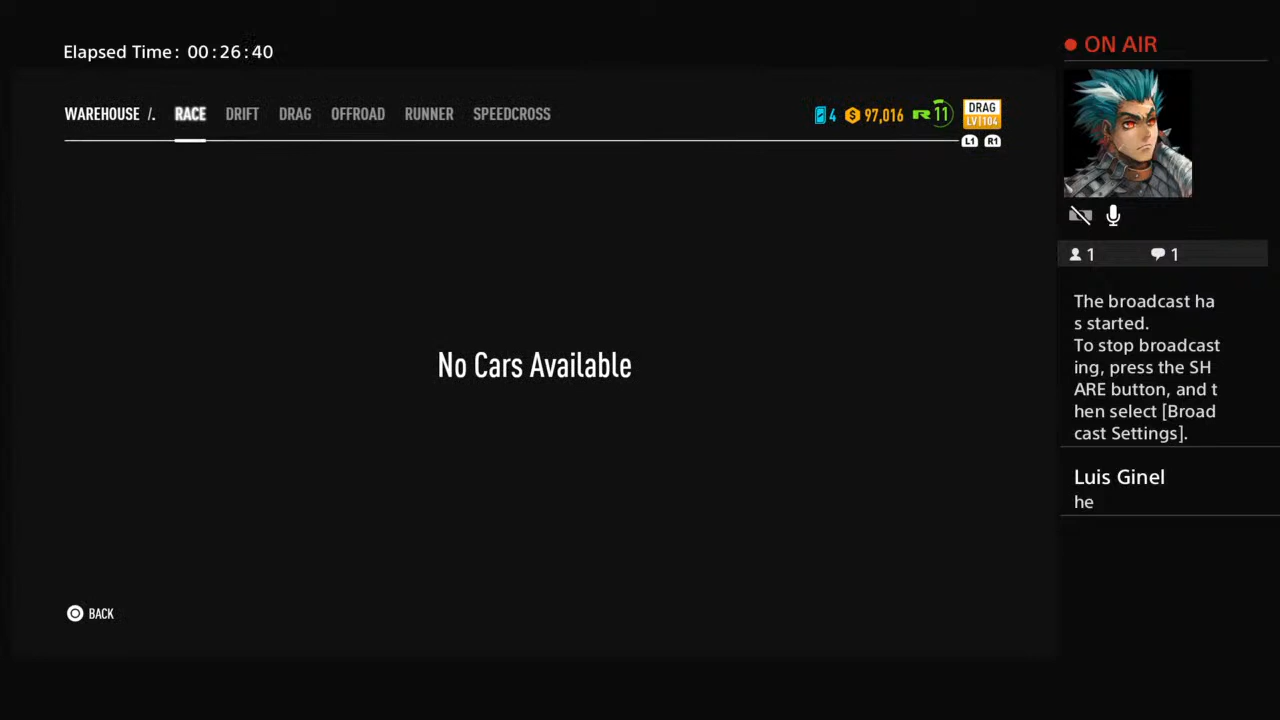 Elapsed Time: 00:26:40
ON AIR
WAREHOUSE /. RACE DRIFT DRAG OFFROAD RUNNER SPEEDCROSS
4 97,016 R 11 DRAG
LV|104
L1 R1
1 1
The broadcast ha
s started.
To stop broadcast
ing, press the SH
ARE button, and t
hen select [Broad
cast Settings].
No Cars Available
Luis Ginel
he
BACK